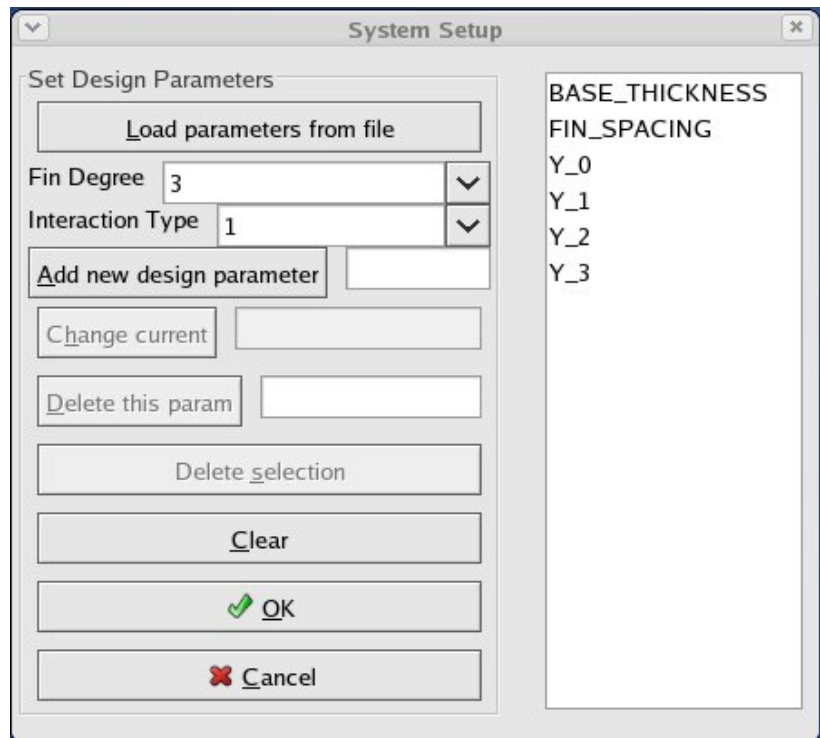 System Setup
Set Design Parameters
Load parameters from file
Fin Degree 3
Interaction Type 1
Add new design parameter
Change current
Delete this param
Delete selection
Clear
OK
Cancel
BASE_THICKNESS
FIN_SPACING
Y_0
Y_1
Y_2
Y_3